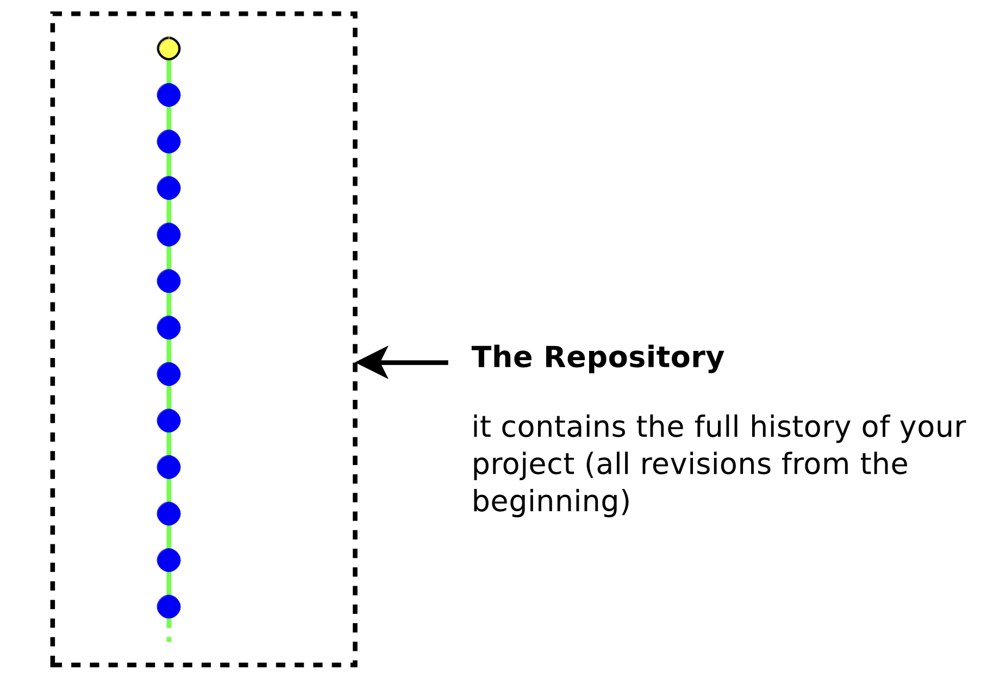 The Repository
it contains the full history of your
project (all revisions from the
beginning)